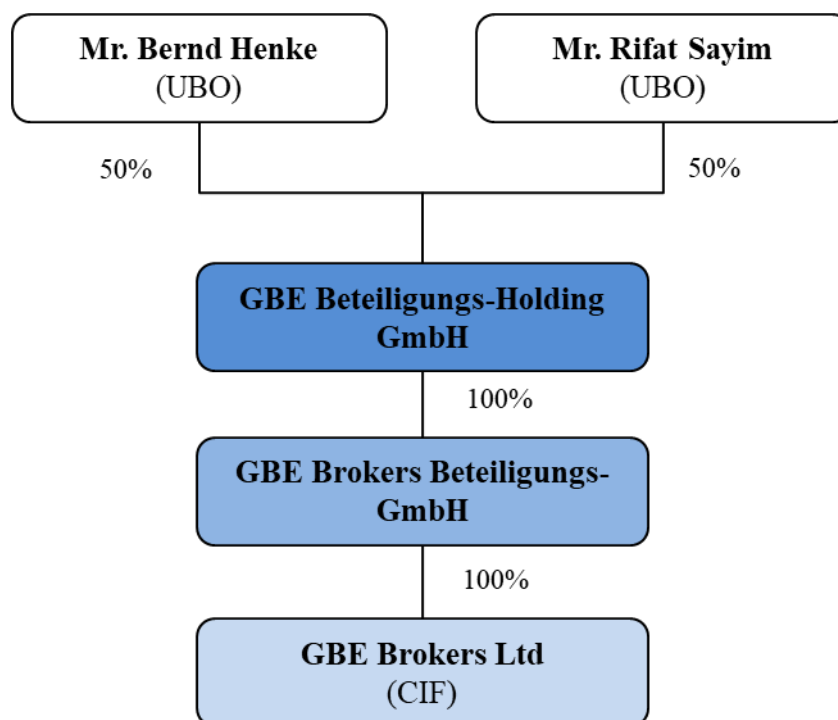 Mr. Bernd Henke
(UBO)
Mr. Rifat Sayim
(UBO)
50%
50%
GBE Beteiligungs-Holding
GmbH
100%
GBE Brokers Beteiligungs-
GmbH
100%
GBE Brokers Ltd
(CIF)